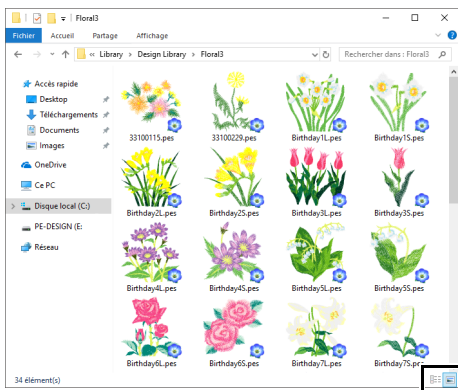 Floral3
Fichier Accueil Partage Affichage
« Library › Design Library › Floral3 Rechercher dans : Floral3
Accès rapide
Desktop
Téléchargements
Documents
Images
OneDrive
Ce PC
Disque local (C:)
PE-DESIGN (E:
Réseau
33100115.pes 33100229.pes Birthday1L.pes Birthday1S.pes
Birthday2L.pes Birthday2S.pes Birthday3L.pes Birthday3S.pes
Birthday4L.pes Birthday4S.pes Birthday5L.pes Birthday5S.pes
Birthday6L.pes Birthday6S.pes Birthday7L.pes Birthday7S.pes
34 élément(s)